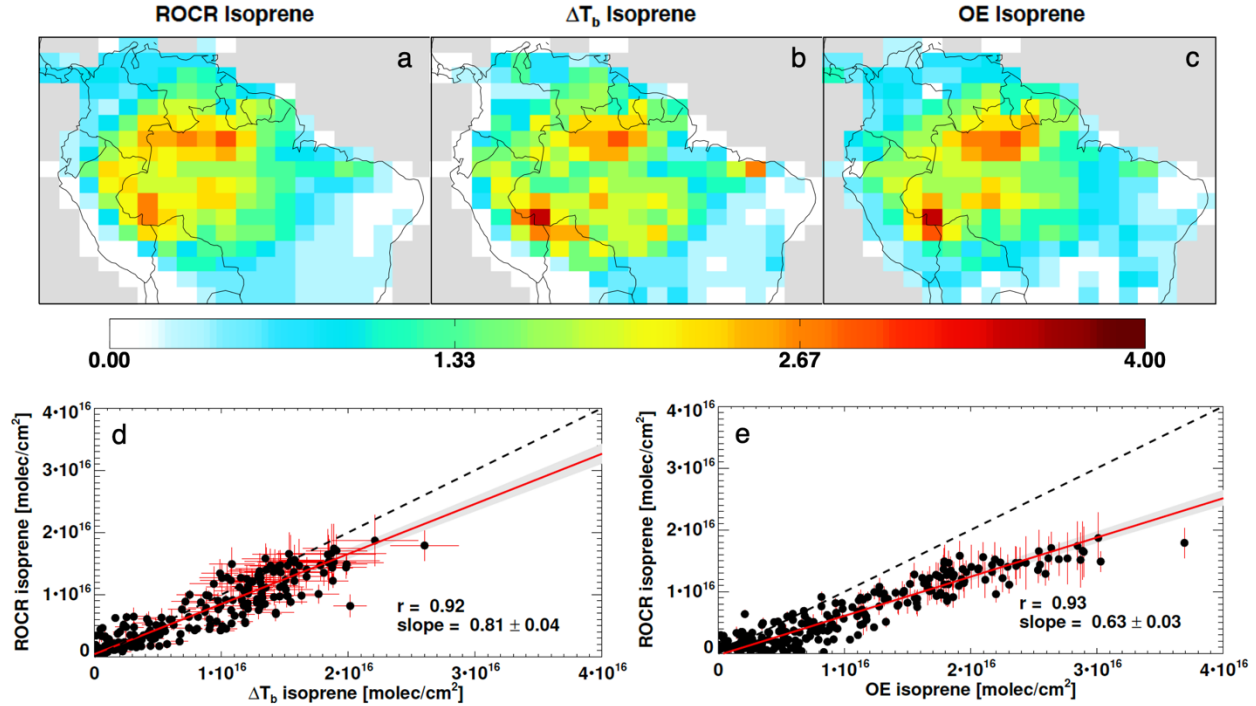 ROCR Isoprene
ΔT_b Isoprene
OE Isoprene
a
b
c
0.00
1.33
2.67
4.00
d
4•10^16
3•10^16
2•10^16
1•10^16
0
ROCR isoprene [molec/cm²]
r = 0.92
slope = 0.81 ± 0.04
0
1•10^16
2•10^16
3•10^16
4•10^16
ΔT_b isoprene [molec/cm²]
e
4•10^16
3•10^16
2•10^16
1•10^16
0
ROCR isoprene [molec/cm²]
r = 0.93
slope = 0.63 ± 0.03
0
1•10^16
2•10^16
3•10^16
4•10^16
OE isoprene [molec/cm²]